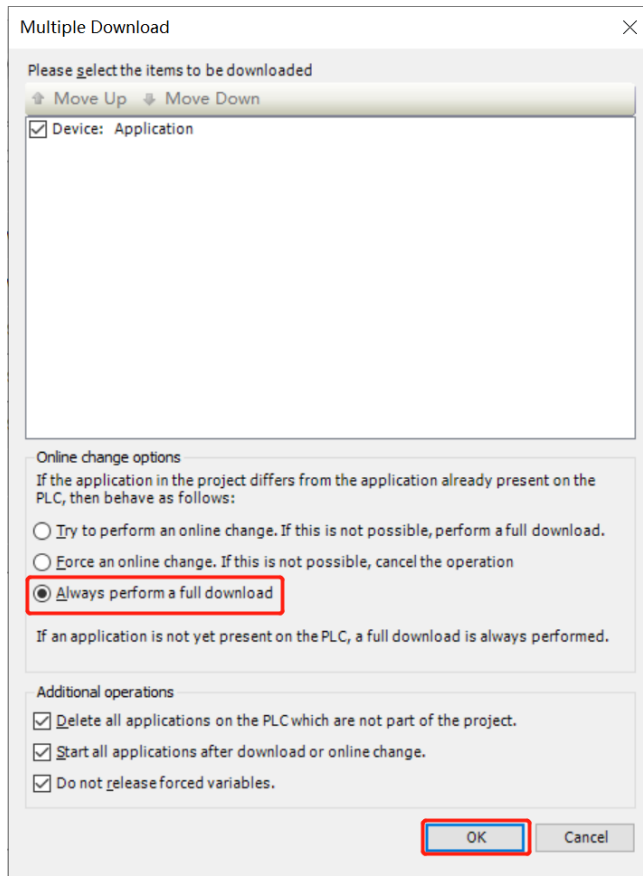 Multiple Download
Please select the items to be downloaded
Move Up Move Down
Device: Application
Online change options
If the application in the project differs from the application already present on the
PLC, then behave as follows:
Try to perform an online change. If this is not possible, perform a full download.
Force an online change. If this is not possible, cancel the operation
Always perform a full download
If an application is not yet present on the PLC, a full download is always performed.
Additional operations
Delete all applications on the PLC which are not part of the project.
Start all applications after download or online change.
Do not release forced variables.
OK Cancel